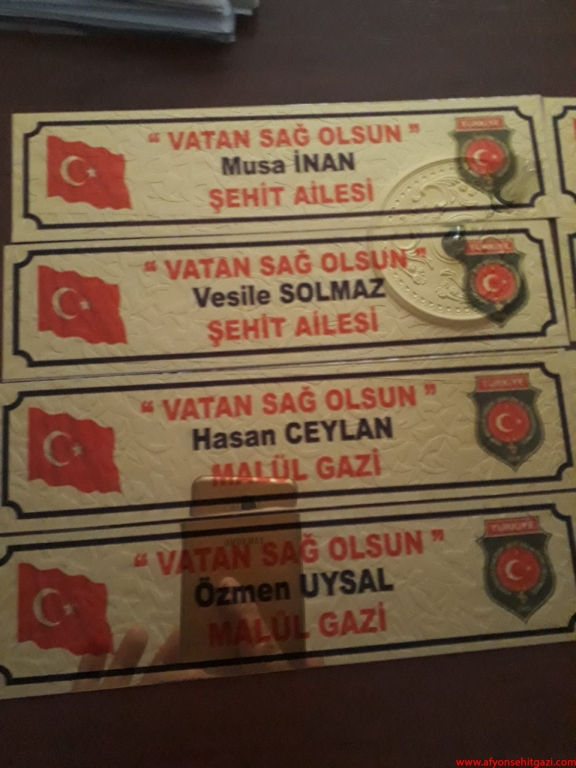 “ VATAN SAĞ OLSUN ”
Musa İNAN
ŞEHİT AİLESİ
TÜRKİYE
“ VATAN SAĞ OLSUN ”
Vesile SOLMAZ
ŞEHİT AİLESİ
“ VATAN SAĞ OLSUN ”
Hasan CEYLAN
MALÜL GAZİ
TÜRKİYE
“ VATAN SAĞ OLSUN ”
Özmen UYSAL
MALÜL GAZİ
TÜRKİYE
www.afyonsehitgazi.com